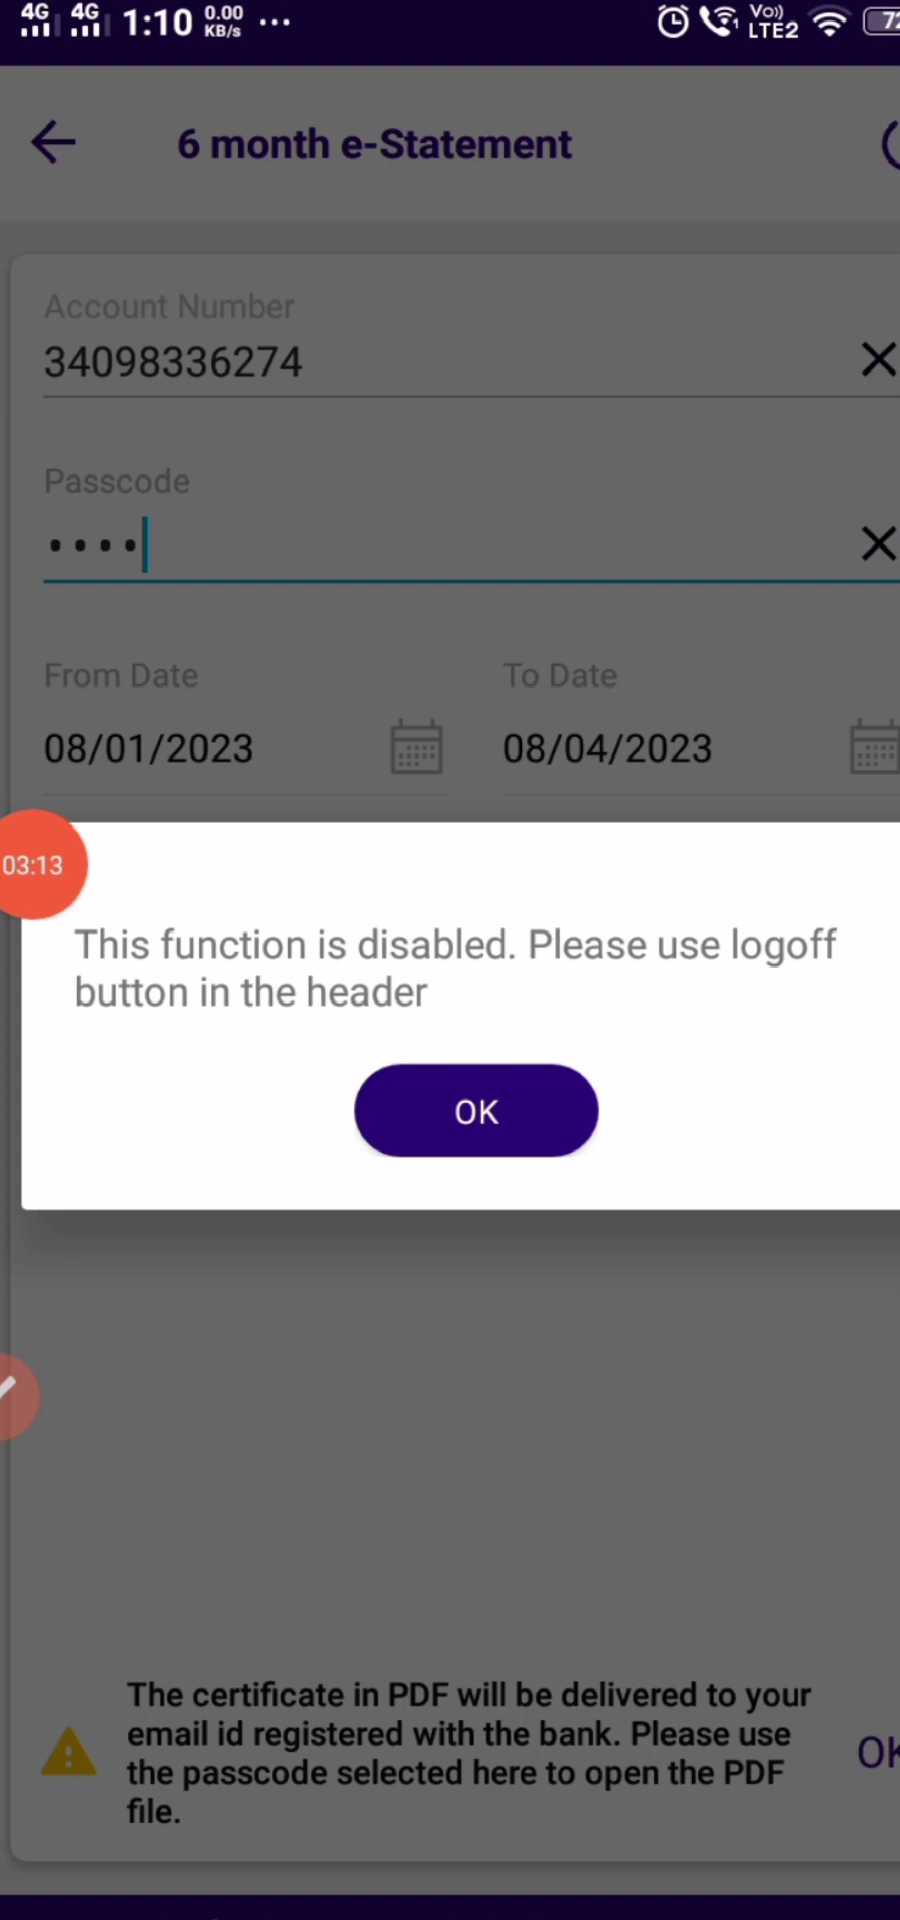 4G 4G 1:10 0.00 KB/s ...
Vo)) LTE2
6 month e-Statement
Account Number
34098336274
Passcode
••••
From Date To Date
08/01/2023 08/04/2023
03:13
This function is disabled. Please use logoff
button in the header
OK
The certificate in PDF will be delivered to your
email id registered with the bank. Please use
the passcode selected here to open the PDF
file.
OK